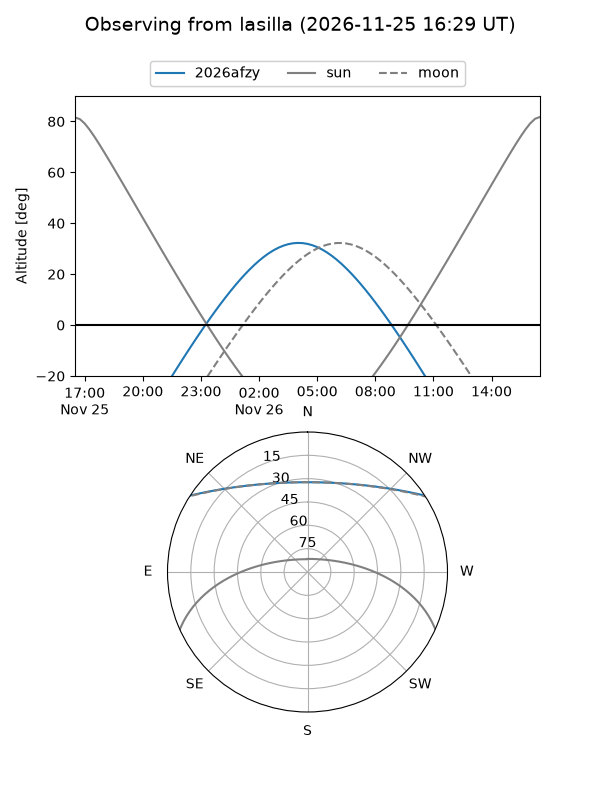 Observing from lasilla (2026-11-25 16:29 UT)
2026afzy sun moon
Altitude [deg]
80
60
40
20
0
−20
17:00 20:00 23:00 02:00 05:00 08:00 11:00 14:00
Nov 25 Nov 26
N
NE NW
15
30
45
60
75
E W
SE SW
S